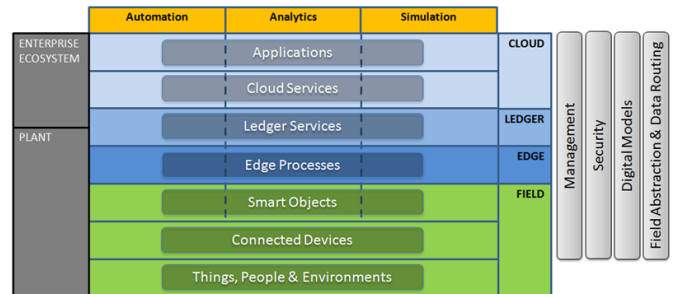 Automation
Analytics
Simulation
ENTERPRISE
ECOSYSTEM
PLANT
Applications
Cloud Services
Ledger Services
Edge Processes
Smart Objects
Connected Devices
Things, People & Environments
CLOUD
LEDGER
EDGE
FIELD
Management
Security
Digital Models
Field Abstraction & Data Routing